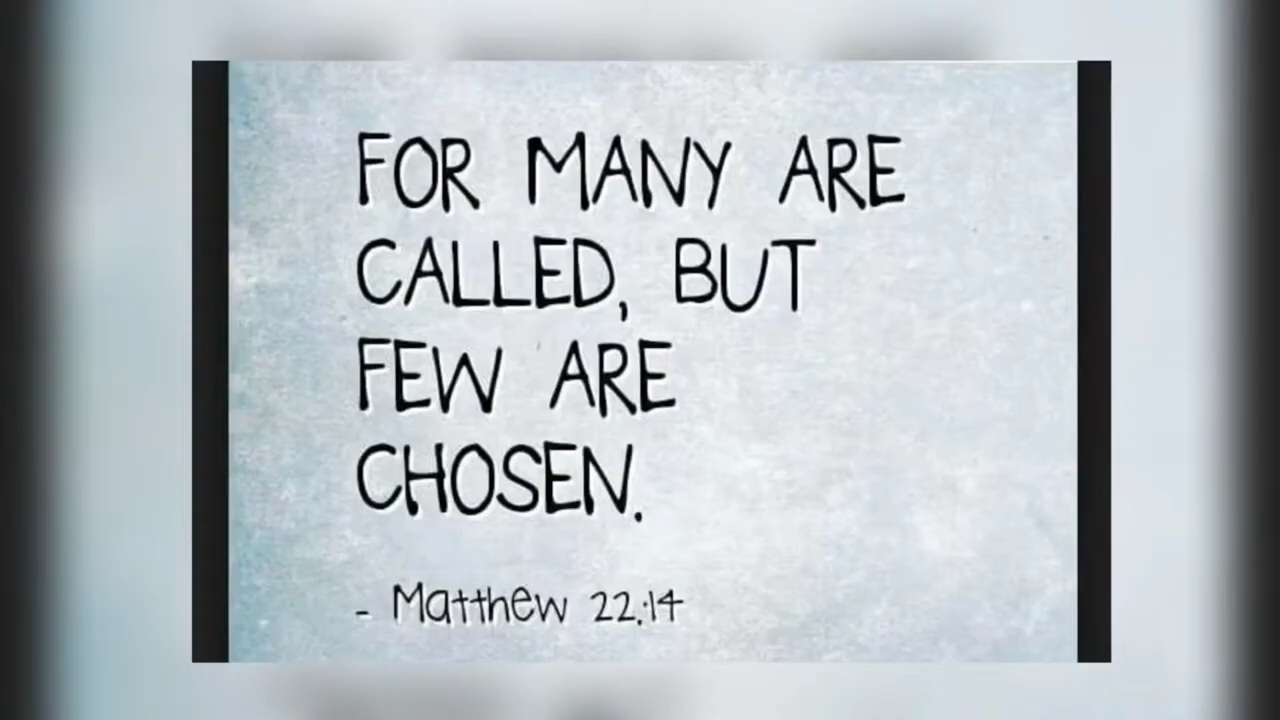 FOR MANY ARE
CALLED, BUT
FEW ARE
CHOSEN.
- Matthew 22:14